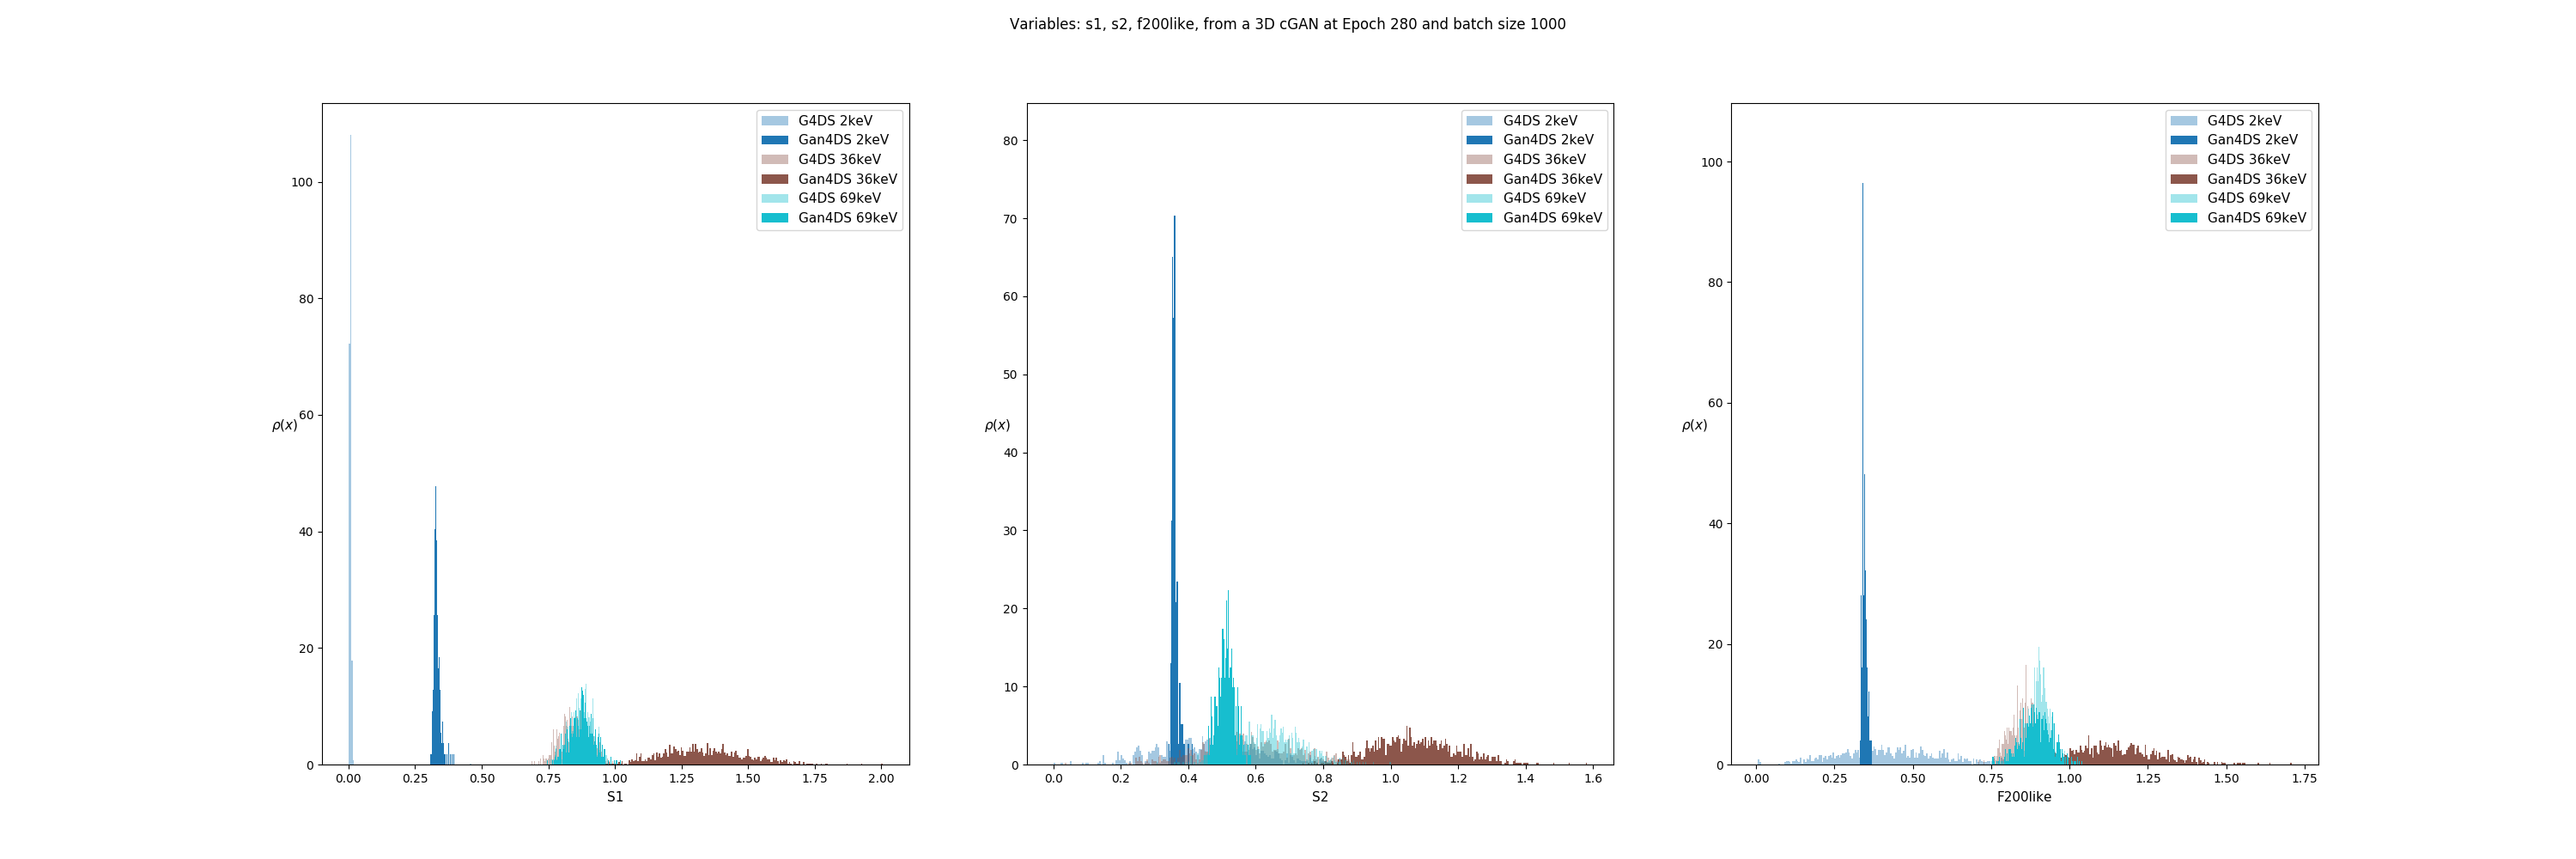 Variables: s1, s2, f200like, from a 3D cGAN at Epoch 280 and batch size 1000
G4DS 2keV
Gan4DS 2keV
G4DS 36keV
Gan4DS 36keV
G4DS 69keV
Gan4DS 69keV
100
80
60
40
20
0
ρ(x)
0.00 0.25 0.50 0.75 1.00 1.25 1.50 1.75 2.00
S1
G4DS 2keV
Gan4DS 2keV
G4DS 36keV
Gan4DS 36keV
G4DS 69keV
Gan4DS 69keV
80
70
60
50
40
30
20
10
0
ρ(x)
0.0 0.2 0.4 0.6 0.8 1.0 1.2 1.4 1.6
S2
G4DS 2keV
Gan4DS 2keV
G4DS 36keV
Gan4DS 36keV
G4DS 69keV
Gan4DS 69keV
100
80
60
40
20
0
ρ(x)
0.00 0.25 0.50 0.75 1.00 1.25 1.50 1.75
F200like